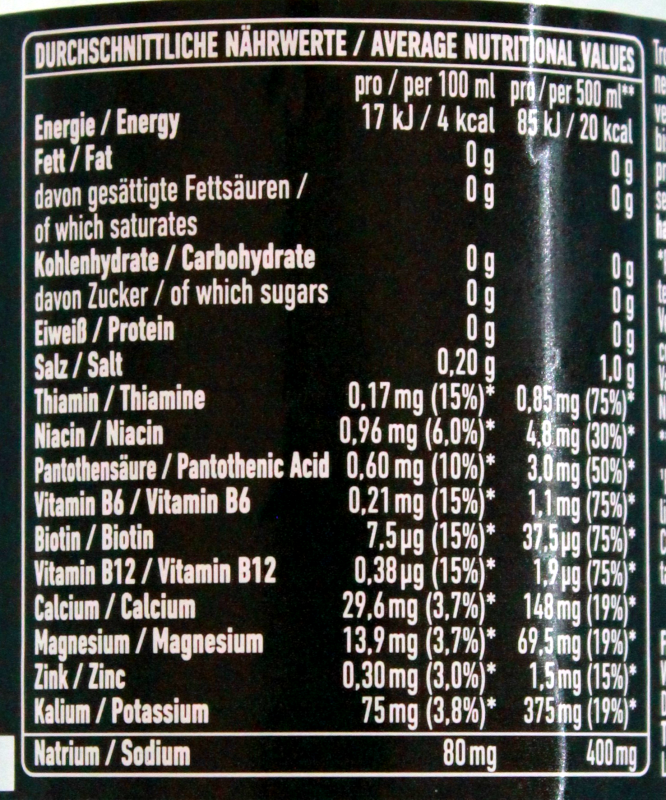 DURCHSCHNITTLICHE NÄHRWERTE / AVERAGE NUTRITIONAL VALUES
pro / per 100 ml pro / per 500 ml**
Energie / Energy 17 kJ / 4 kcal 85 kJ / 20 kcal
Fett / Fat 0 g 0 g
davon gesättigte Fettsäuren / 0 g 0 g
of which saturates
Kohlenhydrate / Carbohydrate 0 g 0 g
davon Zucker / of which sugars 0 g 0 g
Eiweiß / Protein 0 g 0 g
Salz / Salt 0,20 g 1,0 g
Thiamin / Thiamine 0,17 mg (15%)* 0,85 mg (75%)*
Niacin / Niacin 0,96 mg (6,0%)* 4,8 mg (30%)*
Pantothensäure / Pantothenic Acid 0,60 mg (10%)* 3,0 mg (50%)*
Vitamin B6 / Vitamin B6 0,21 mg (15%)* 1,1 mg (75%)*
Biotin / Biotin 7,5 µg (15%)* 37,5 µg (75%)*
Vitamin B12 / Vitamin B12 0,38 µg (15%)* 1,9 µg (75%)*
Calcium / Calcium 29,6 mg (3,7%)* 148 mg (19%)*
Magnesium / Magnesium 13,9 mg (3,7%)* 69,5 mg (19%)*
Zink / Zinc 0,30 mg (3,0%)* 1,5 mg (15%)*
Kalium / Potassium 75 mg (3,8%)* 375 mg (19%)*
Natrium / Sodium 80 mg 400 mg